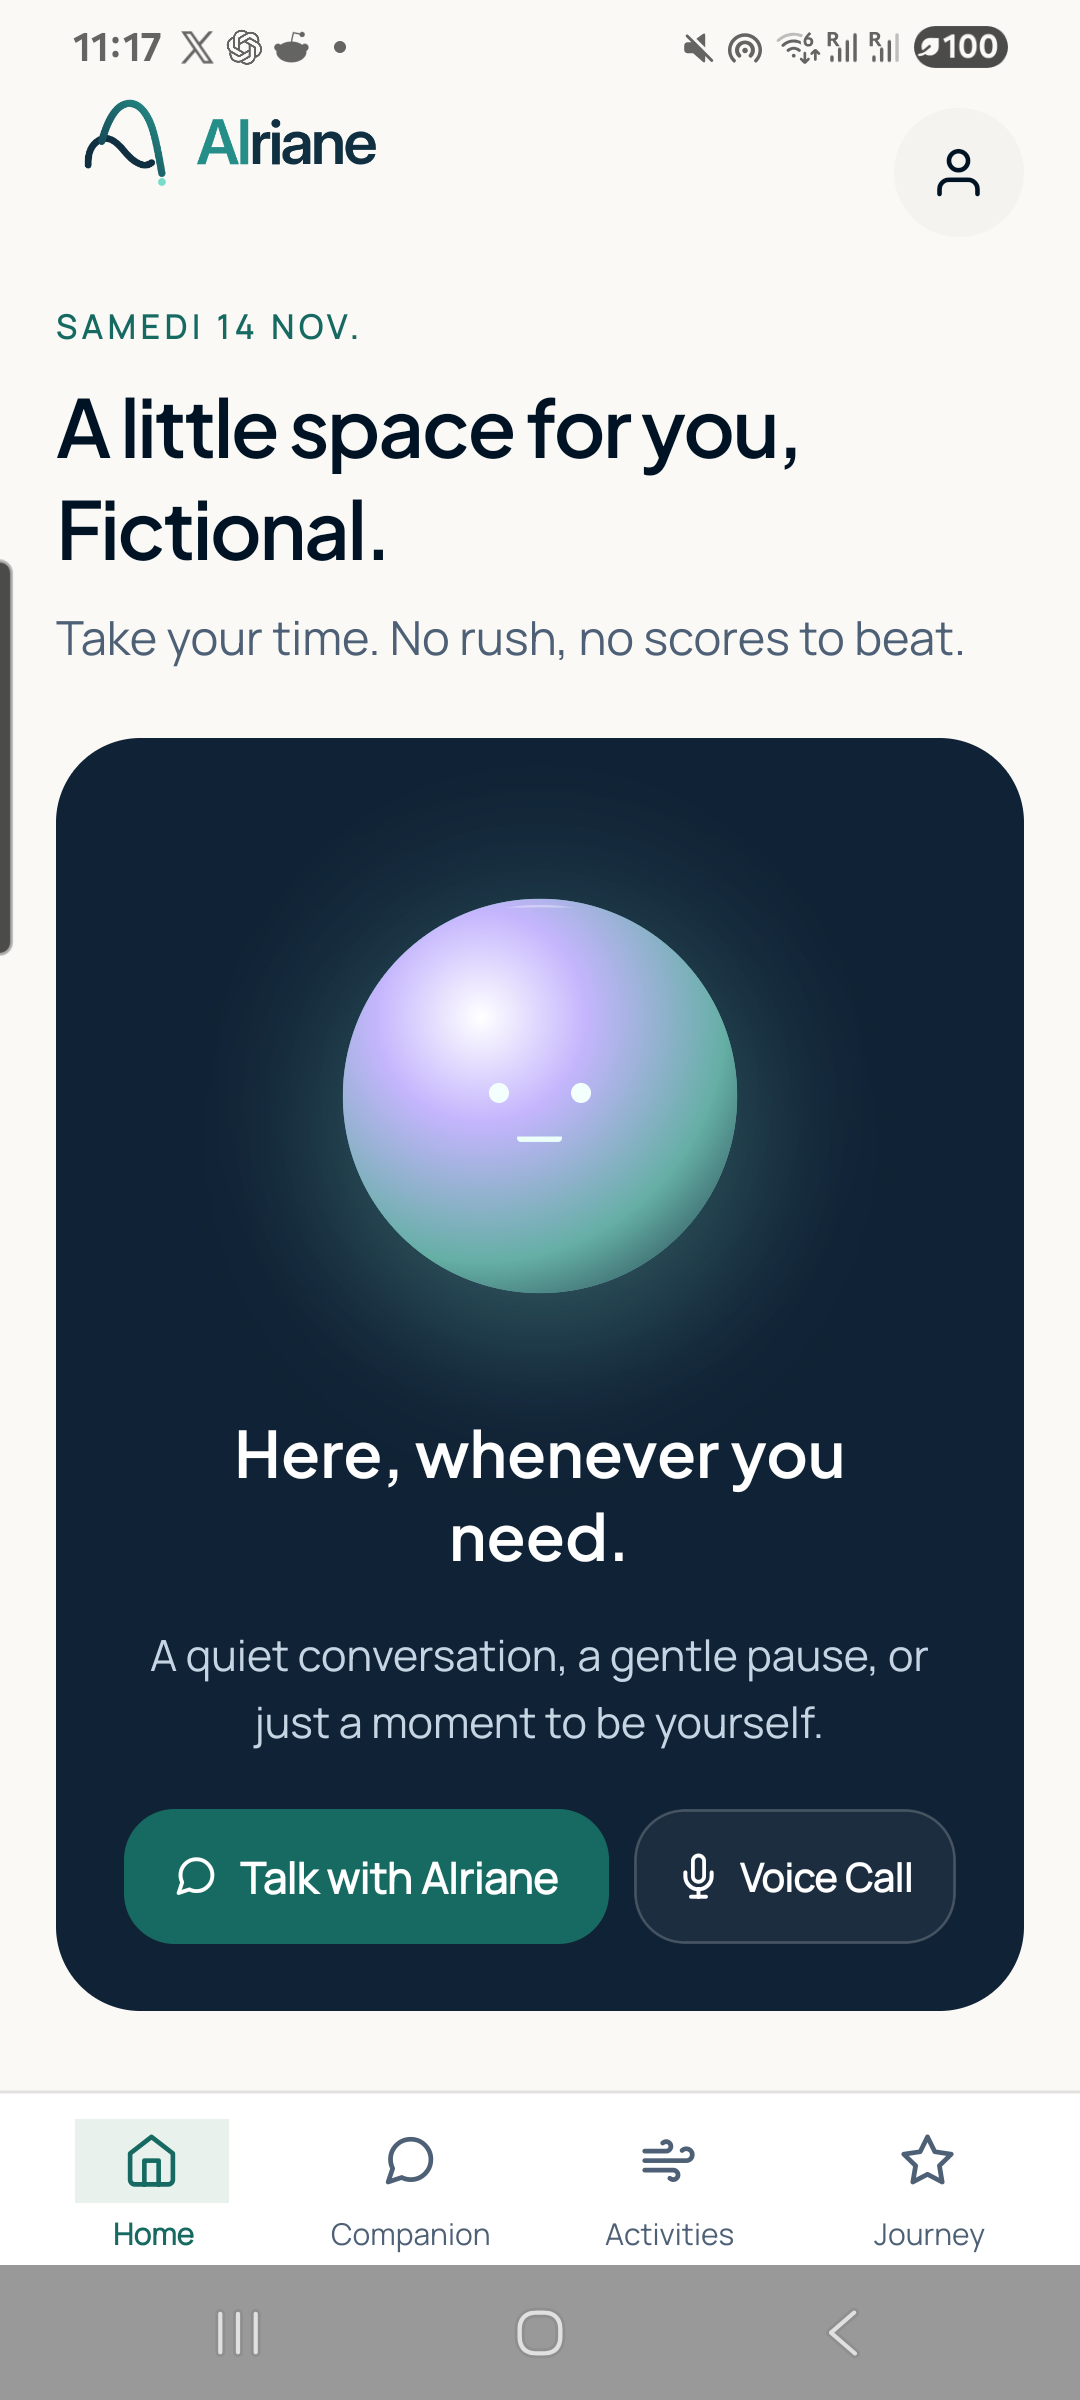 11:17
R
R
6
100
AIriane
SAMEDI 14 NOV.
A little space for you,
Fictional.
Take your time. No rush, no scores to beat.
Here, whenever you
need.
A quiet conversation, a gentle pause, or
just a moment to be yourself.
Talk with AIriane
Voice Call
Home
Companion
Activities
Journey